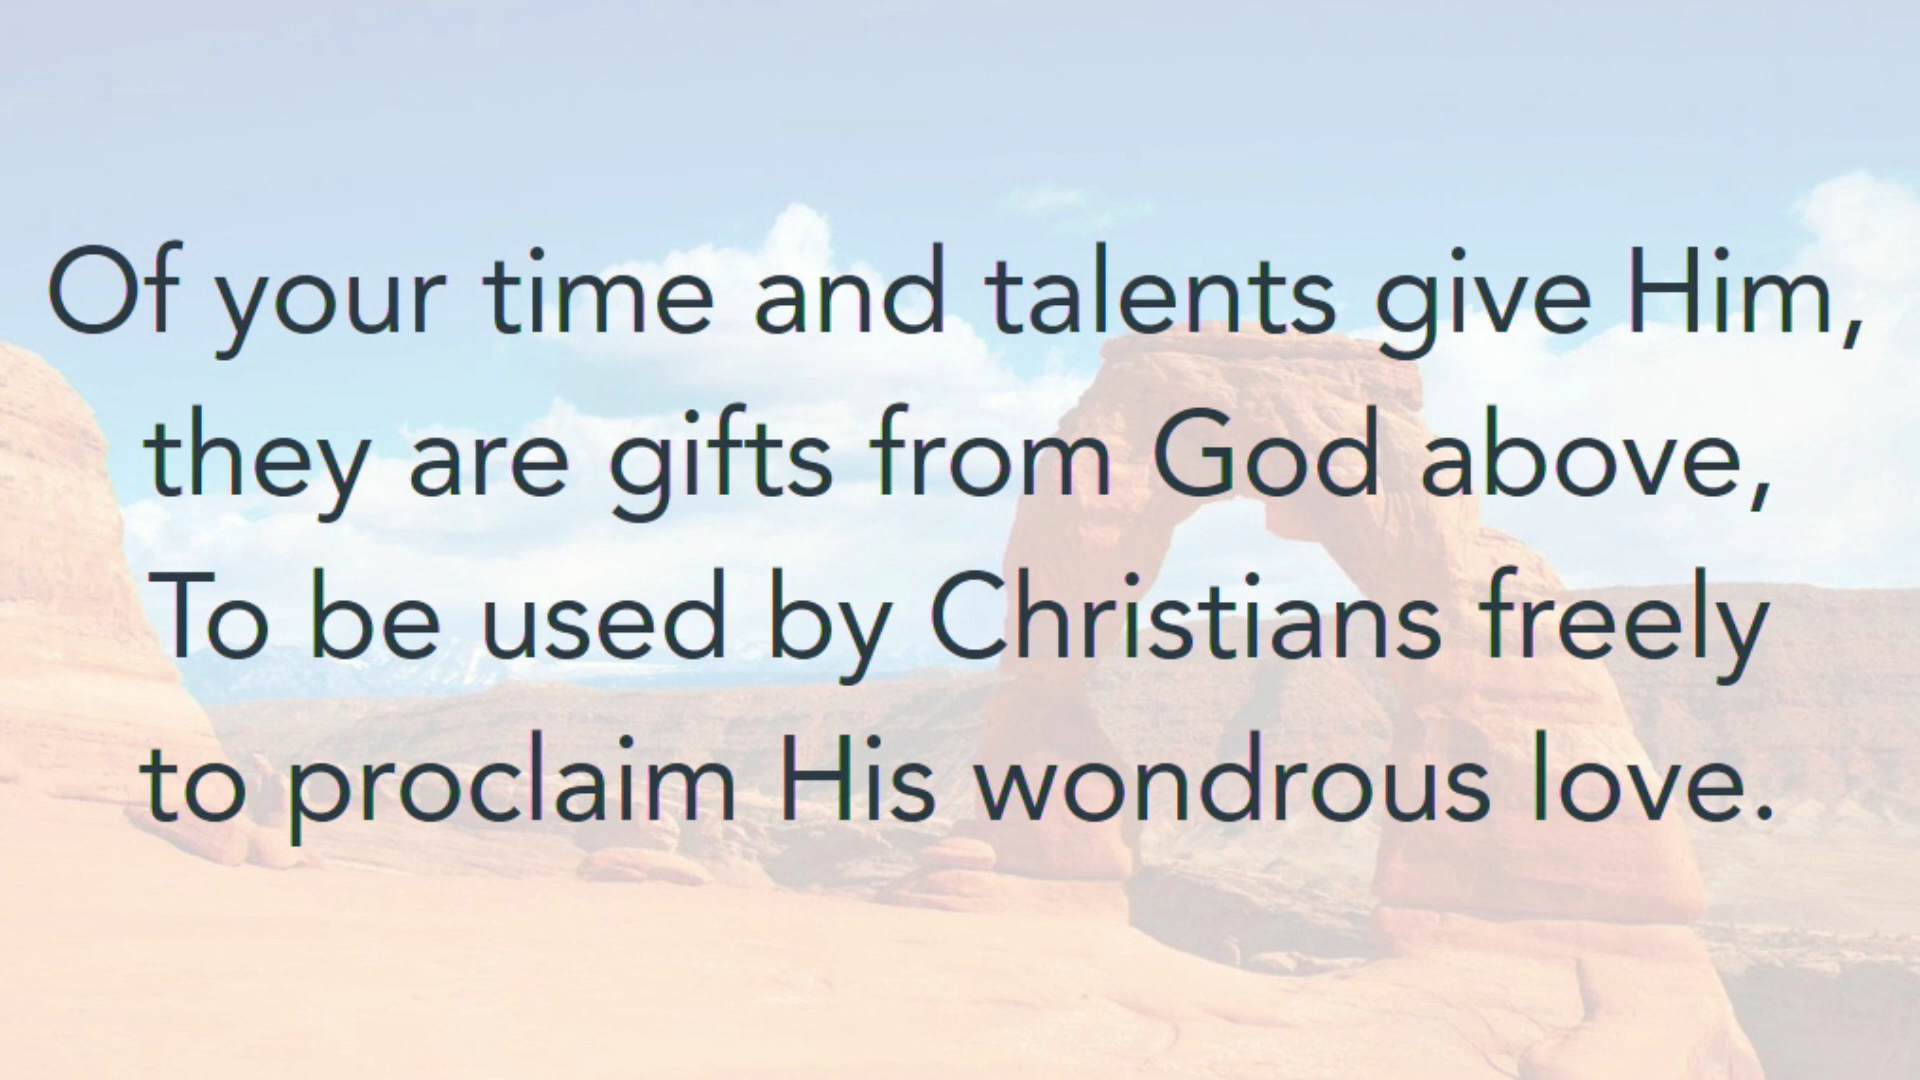 Of your time and talents give Him,
they are gifts from God above,
To be used by Christians freely
to proclaim His wondrous love.